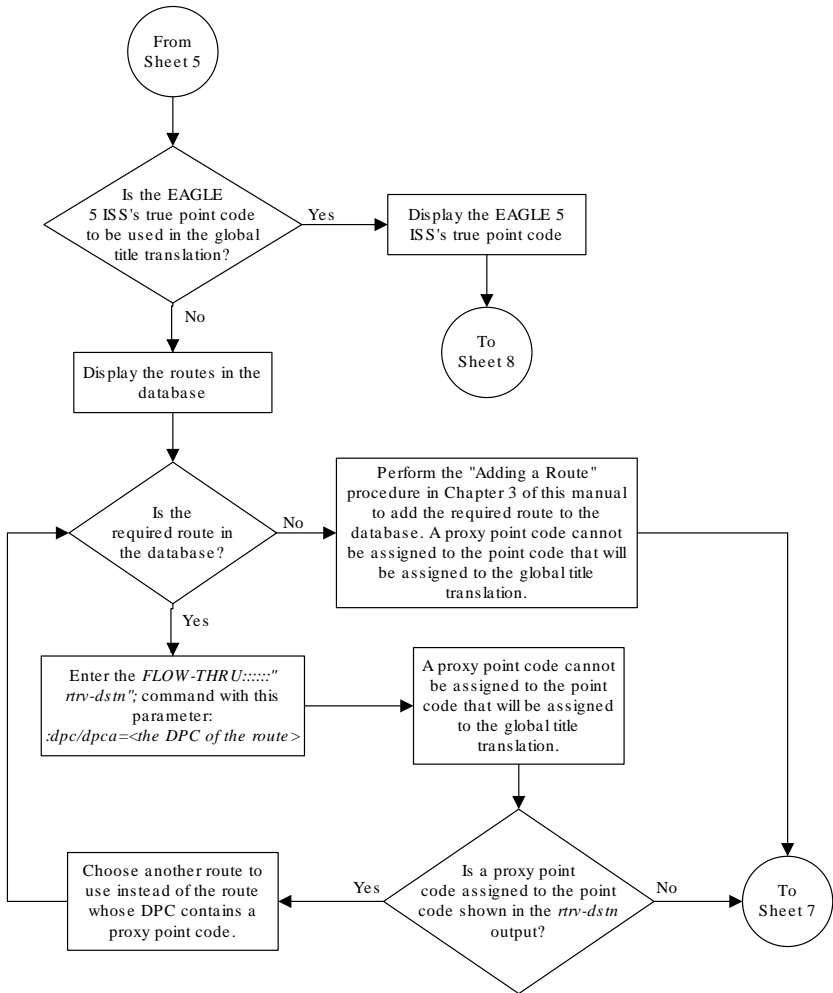 From
Sheet 5
Is the EAGLE
5 ISS's true point code
to be used in the global
title translation?
Yes
Display the EAGLE 5
ISS's true point code
No
To
Sheet 8
Display the routes in the
database
Is the
required route in
the database?
No
Perform the "Adding a Route"
procedure in Chapter 3 of this manual
to add the required route to the
database. A proxy point code cannot
be assigned to the point code that will
be assigned to the global title
translation.
Yes
Enter the FLOW-THRU::::::"
rtrv-dstn"; command with this
parameter:
:dpc/dpca=<the DPC of the route>
A proxy point code cannot
be assigned to the point
code that will be assigned
to the global title
translation.
Is a proxy point
code assigned to the point
code shown in the rtrv-dstn
output?
Yes
Choose another route to
use instead of the route
whose DPC contains a
proxy point code.
No
To
Sheet 7